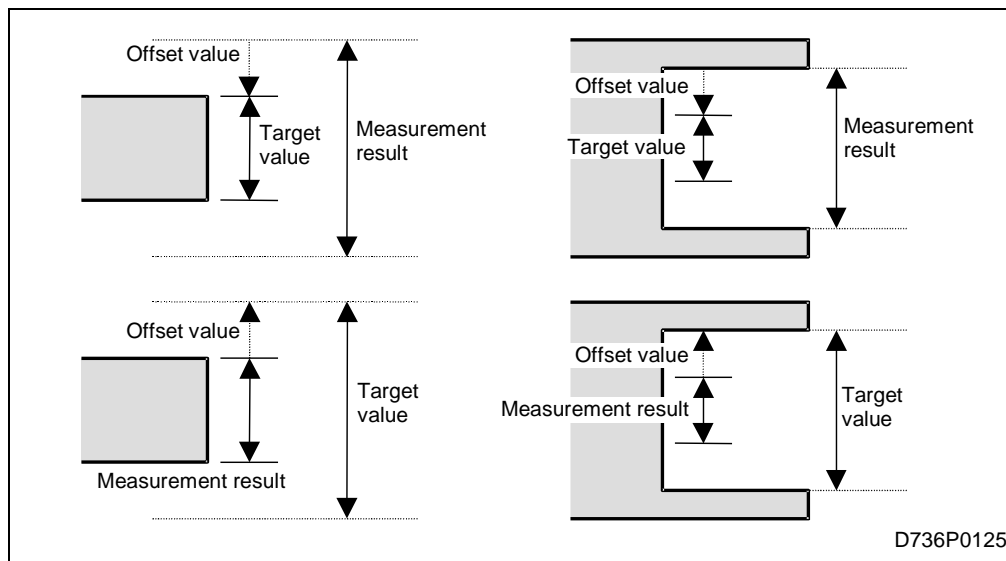 Offset value
Target
value
Measurement
result
Offset value
Target value
Measurement
result
Offset value
Target
value
Measurement result
Offset value
Measurement result
Target
value
D736P0125